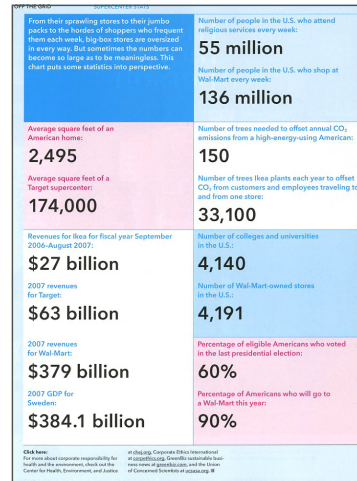 OFF THE GRID SUPERCENTER STATS
From their sprawling stores to their jumbo
packs to the hordes of shoppers who frequent
them each week, big-box stores are oversized
in every way. But sometimes the numbers can
become so large as to be meaningless. This
chart puts some statistics into perspective.
Number of people in the U.S. who attend
religious services every week:
55 million
Number of people in the U.S. who shop at
Wal-Mart every week:
136 million
Average square feet of an
American home:
2,495
Average square feet of a
Target supercenter:
174,000
Number of trees needed to offset annual CO₂
emissions from a high-energy-using American:
150
Number of trees Ikea plants each year to offset
CO₂ from customers and employees traveling to
and from one store:
33,100
Revenues for Ikea for fiscal year September
2006-August 2007:
$27 billion
2007 revenues
for Target:
$63 billion
Number of colleges and universities
in the U.S.:
4,140
Number of Wal-Mart-owned stores
in the U.S.:
4,191
2007 revenues
for Wal-Mart:
$379 billion
2007 GDP for
Sweden:
$384.1 billion
Percentage of eligible Americans who voted
in the last presidential election:
60%
Percentage of Americans who will go to
a Wal-Mart this year:
90%
Click here:
For more about corporate responsibility for
health and the environment, check out the
Center for Health, Environment, and Justice
at chej.org, Corporate Ethics International
at corpethics.org, GreenBiz sustainable busi-
ness news at greenbiz.com, and the Union
of Concerned Scientists at ucsusa.org.